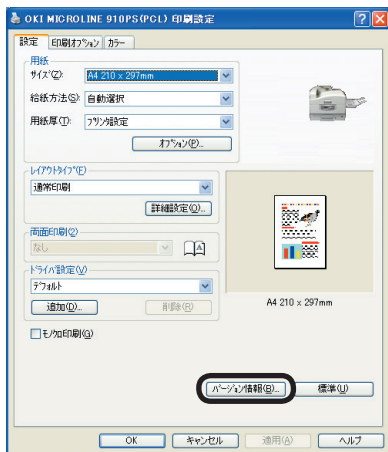 OKI MICROLINE 910PS(PCL) 印刷設定
設定 印刷オプション カラー
用紙
サイズ(Z): A4 210 x 297mm
給紙方法(S): 自動選択
用紙厚(T): プリンタ設定
オプション(P)...
レイアウトタイプ(E)
通常印刷
詳細設定(O)...
両面印刷(2)
なし
ドライバ設定(V)
デフォルト
追加(D)... 削除(R)
A4 210 x 297mm
モノクロ印刷(G)
バージョン情報(B)... 標準(U)
OK キャンセル 適用(A) ヘルプ